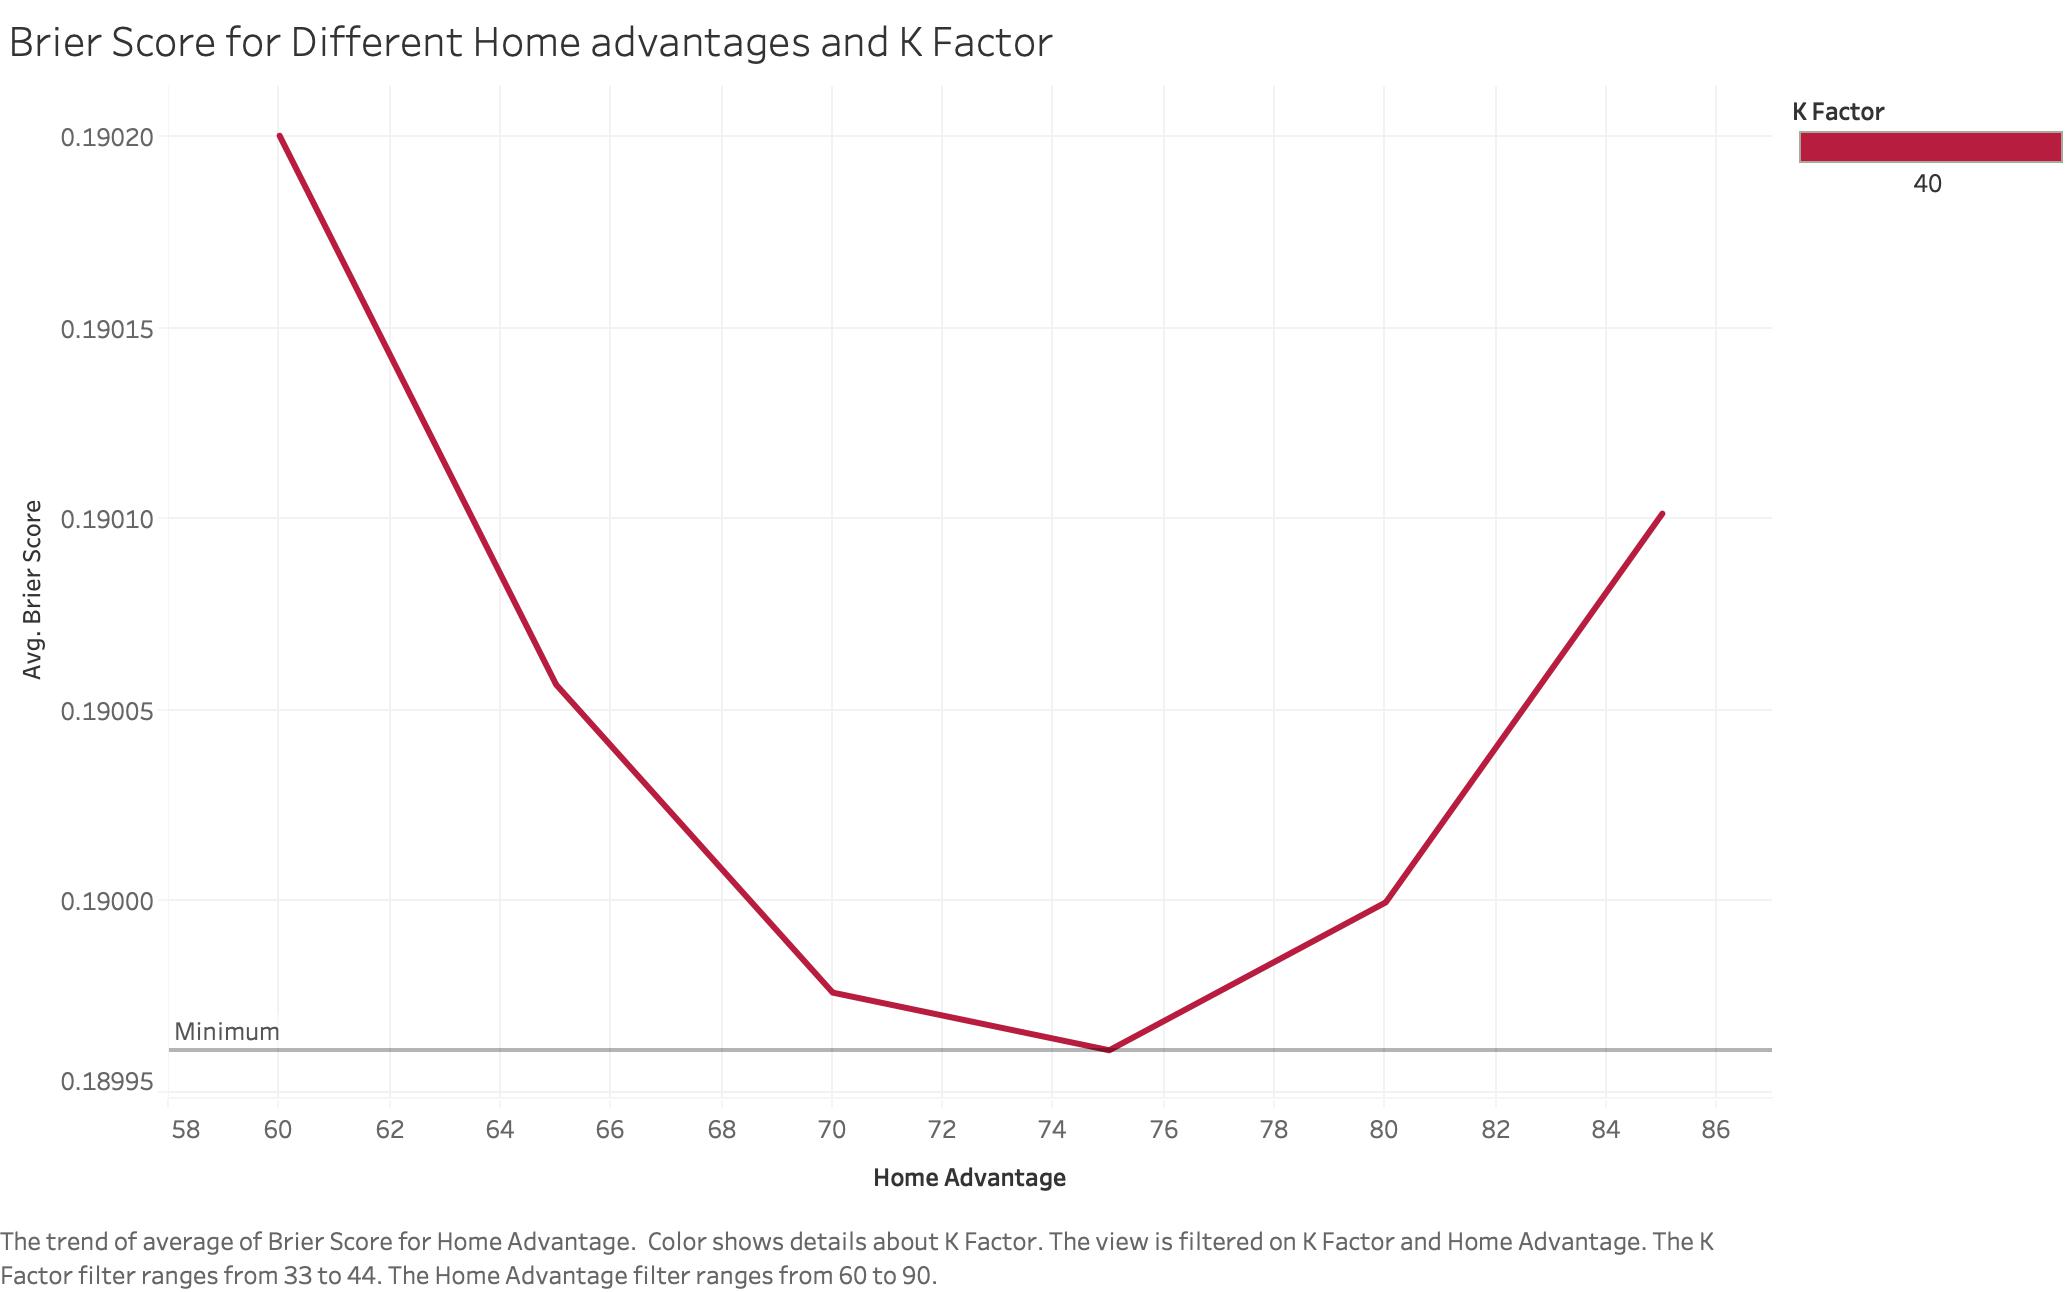 Brier Score for Different Home advantages and K Factor
K Factor
40
0.19020
0.19015
0.19010
0.19005
0.19000
0.18995
Avg. Brier Score
Minimum
58 60 62 64 66 68 70 72 74 76 78 80 82 84 86
Home Advantage
The trend of average of Brier Score for Home Advantage.  Color shows details about K Factor. The view is filtered on K Factor and Home Advantage. The K
Factor filter ranges from 33 to 44. The Home Advantage filter ranges from 60 to 90.